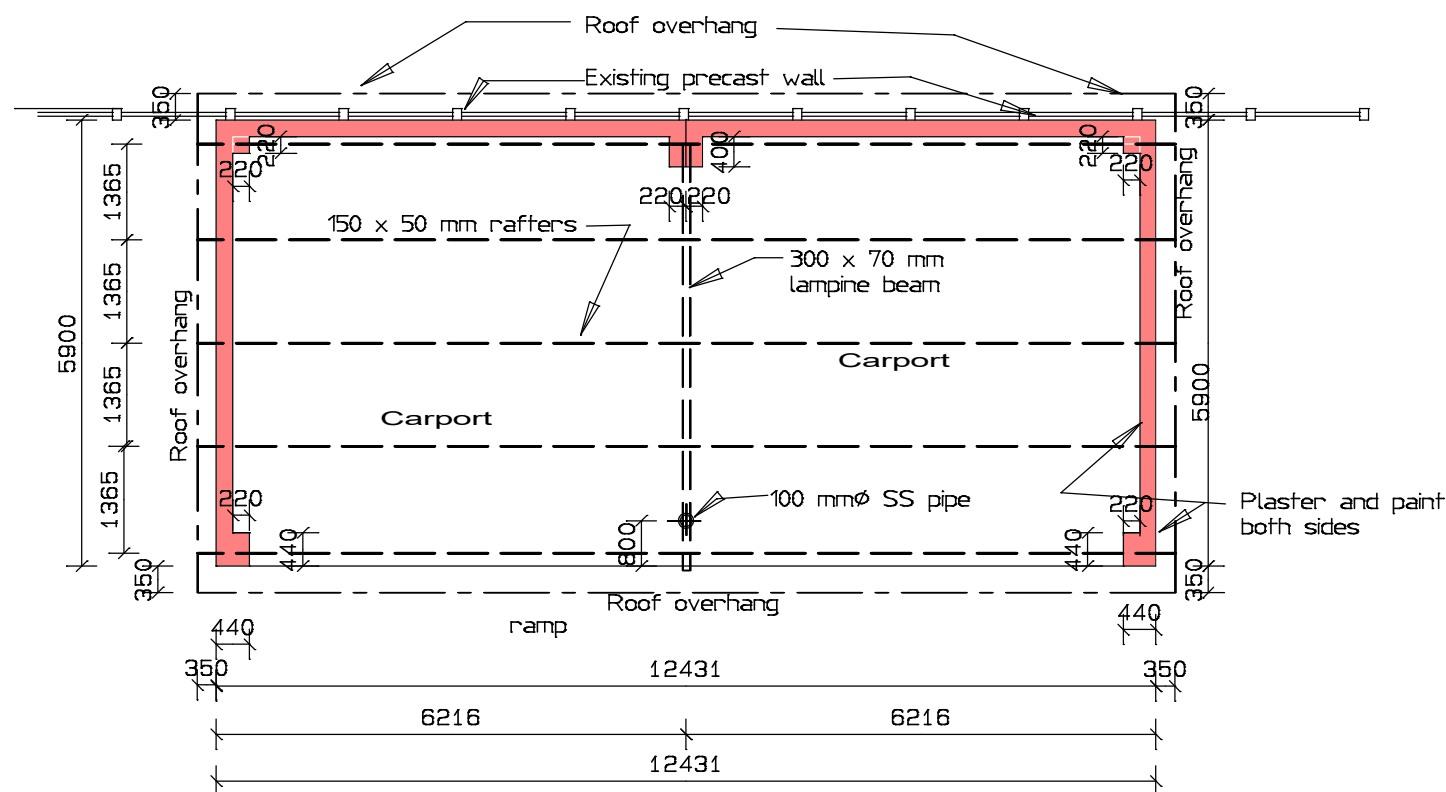 Roof overhang
Existing precast wall
350
350
220
220
400
220
220
220
220
1365
Roof overhang
150 x 50 mm rafters
300 x 70 mm
lampine beam
1365
5900
Roof overhang
1365
Carport
Carport
5900
1365
220
100 mmØ SS pipe
220
Plaster and paint
both sides
440
800
440
350
350
Roof overhang
ramp
440
440
350
12431
350
6216
6216
12431